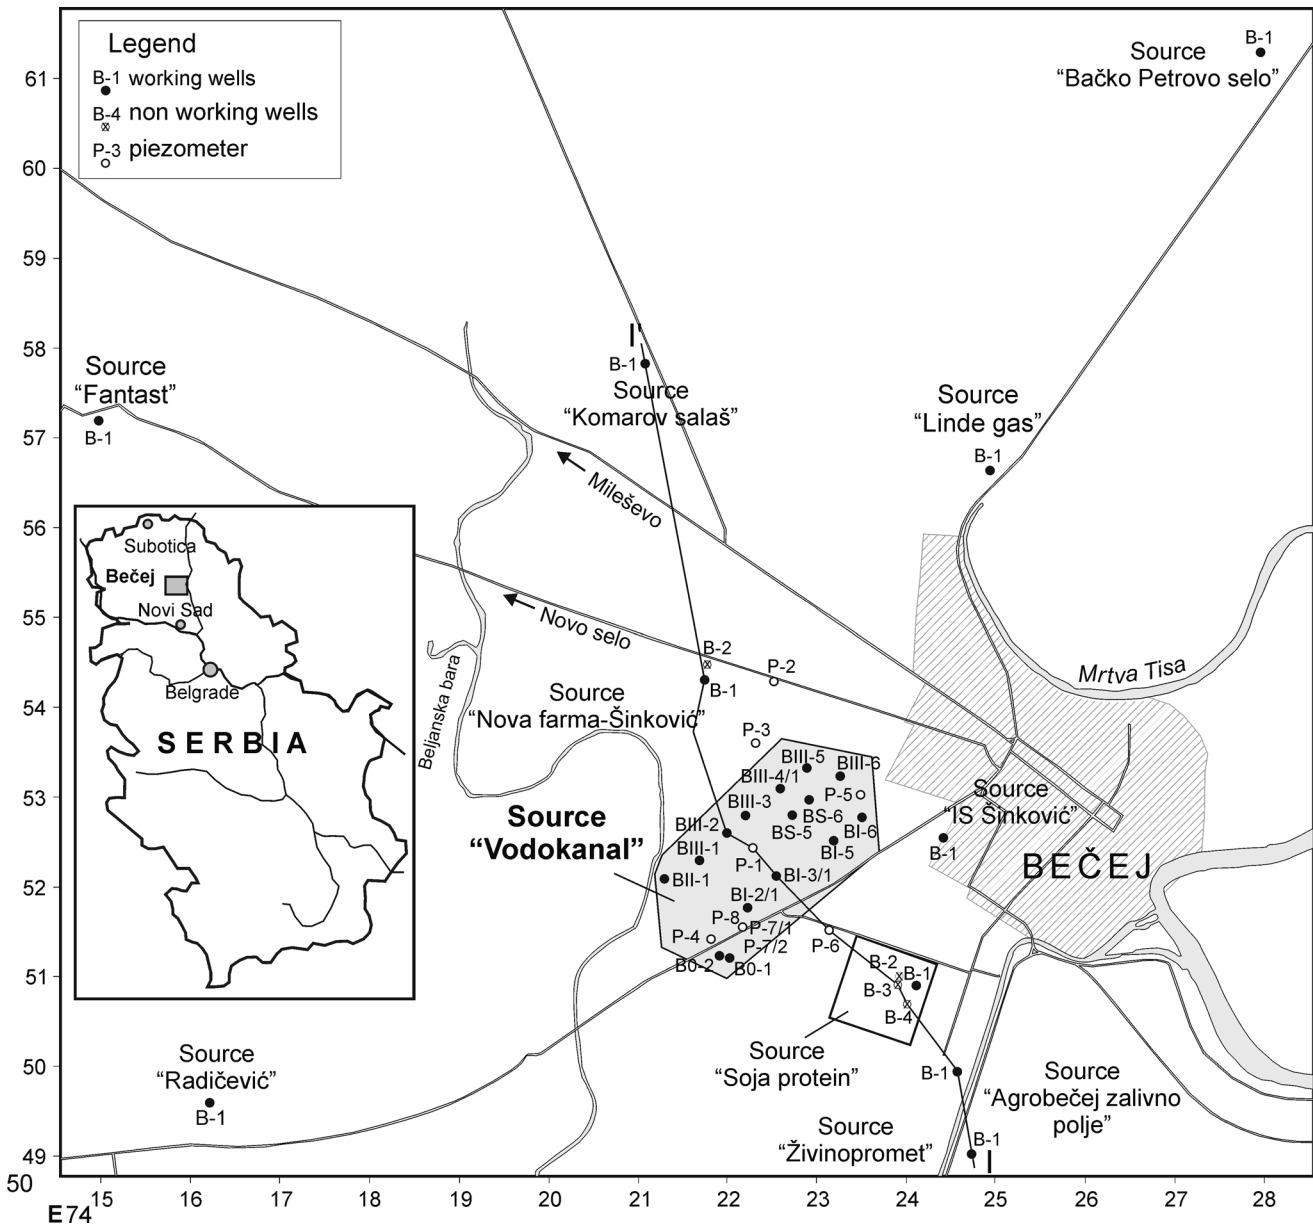 Legend
B-1 working wells
B-4 non working wells
P-3 piezometer
B-1
Source
“Bačko Petrovo selo”
61
60
59
58
57
56
55
54
53
52
51
50
49
50
E74
15
16
17
18
19
20
21
22
23
24
25
26
27
28
I'
B-1
Source
“Komarov salaš”
Source
“Fantast”
B-1
Source
“Linde gas”
B-1
Mileševo
Novo selo
Subotica
Bečej
Novi Sad
Belgrade
SERBIA
Beljanska bara
Mrtva Tisa
B-2
B-1
P-2
Source
“Nova farma-Šinković”
P-3
BIII-5
BIII-6
BIII-4/1
P-5
BIII-3
BS-6
BS-5
BI-6
BIII-2
BI-5
BIII-1
P-1
BI-3/1
BII-1
BI-2/1
P-8
P-7/1
P-4
P-7/2
B0-2
B0-1
P-6
Source
“Vodokanal”
Source
“IS Šinković”
B-1
BEČEJ
B-2
B-1
B-3
B-4
Source
“Soja protein”
B-1
Source
“Agrobečej zalivno
polje”
Source
“Živinopromet”
B-1
I
Source
“Radičević”
B-1